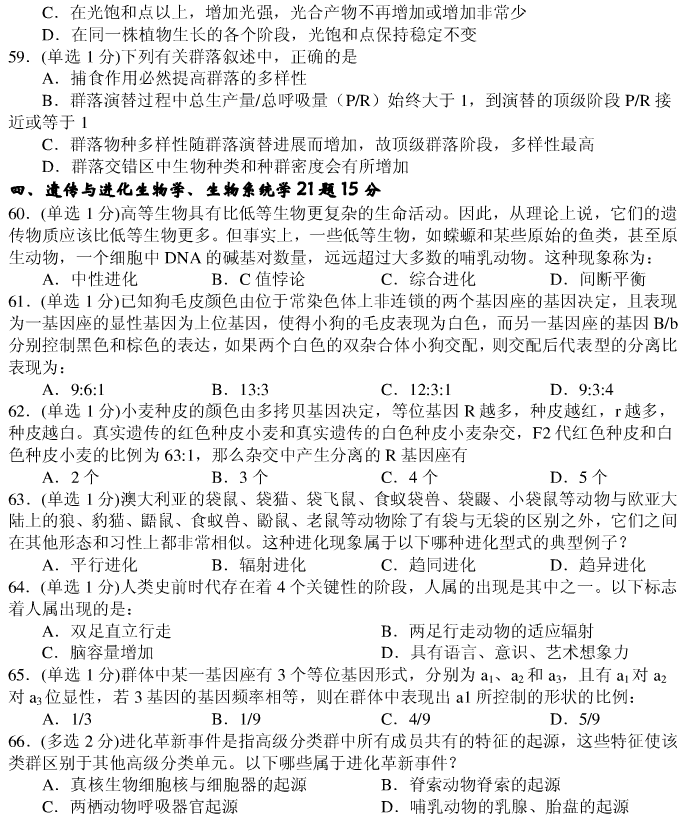 C．在光饱和点以上，增加光强，光合产物不再增加或增加非常少
D．在同一株植物生长的各个阶段，光饱和点保持稳定不变
59．(单选 1 分)下列有关群落叙述中，正确的是
A．捕食作用必然提高群落的多样性
B．群落演替过程中总生产量/总呼吸量（P/R）始终大于 1，到演替的顶级阶段 P/R 接
近或等于 1
C．群落物种多样性随群落演替进展而增加，故顶级群落阶段，多样性最高
D．群落交错区中生物种类和种群密度会有所增加
四、遗传与进化生物学、生物系统学 21 题 15 分
60．(单选 1 分)高等生物具有比低等生物更复杂的生命活动。因此，从理论上说，它们的遗
传物质应该比低等生物更多。但事实上，一些低等生物，如蝾螈和某些原始的鱼类，甚至原
生动物，一个细胞中 DNA 的碱基对数量，远远超过大多数的哺乳动物。这种现象称为：
A．中性进化 B．C 值悖论 C．综合进化 D．间断平衡
61．(单选 1 分)已知狗毛皮颜色由位于常染色体上非连锁的两个基因座的基因决定，且表现
为一基因座的显性基因为上位基因，使得小狗的毛皮表现为白色，而另一基因座的基因 B/b
分别控制黑色和棕色的表达，如果两个白色的双杂合体小狗交配，则交配后代表型的分离比
表现为：
A．9:6:1 B．13:3 C．12:3:1 D．9:3:4
62．(单选 1 分)小麦种皮的颜色由多拷贝基因决定，等位基因 R 越多，种皮越红，r 越多，
种皮越白。真实遗传的红色种皮小麦和真实遗传的白色种皮小麦杂交，F2 代红色种皮和白
色种皮小麦的比例为 63:1，那么杂交中产生分离的 R 基因座有
A．2 个 B．3 个 C．4 个 D．5 个
63．(单选 1 分)澳大利亚的袋鼠、袋猫、袋飞鼠、食蚁袋兽、袋鼹、小袋鼠等动物与欧亚大
陆上的狼、豹猫、鼯鼠、食蚁兽、鼢鼠、老鼠等动物除了有袋与无袋的区别之外，它们之间
在其他形态和习性上都非常相似。这种进化现象属于以下哪种进化型式的典型例子？
A．平行进化 B．辐射进化 C．趋同进化 D．趋异进化
64．(单选 1 分)人类史前时代存在着 4 个关键性的阶段，人属的出现是其中之一。以下标志
着人属出现的是：
A．双足直立行走 B．两足行走动物的适应辐射
C．脑容量增加 D．具有语言、意识、艺术想象力
65．(单选 1 分)群体中某一基因座有 3 个等位基因形式，分别为 a₁、a₂ 和 a₃，且有 a₁ 对 a₂
对 a₃ 位显性，若 3 基因的基因频率相等，则在群体中表现出 a1 所控制的形状的比例：
A．1/3 B．1/9 C．4/9 D．5/9
66．(多选 2 分)进化革新事件是指高级分类群中所有成员共有的特征的起源，这些特征使该
类群区别于其他高级分类单元。以下哪些属于进化革新事件？
A．真核生物细胞核与细胞器的起源 B．脊索动物脊索的起源
C．两栖动物呼吸器官起源 D．哺乳动物的乳腺、胎盘的起源